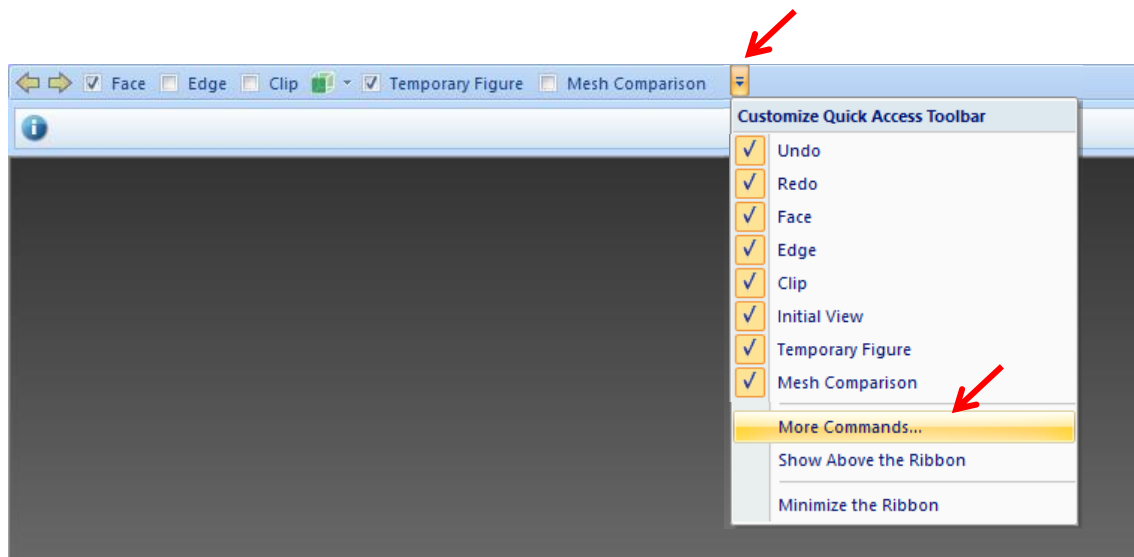 Face Edge Clip Temporary Figure Mesh Comparison
Customize Quick Access Toolbar
Undo
Redo
Face
Edge
Clip
Initial View
Temporary Figure
Mesh Comparison
More Commands...
Show Above the Ribbon
Minimize the Ribbon